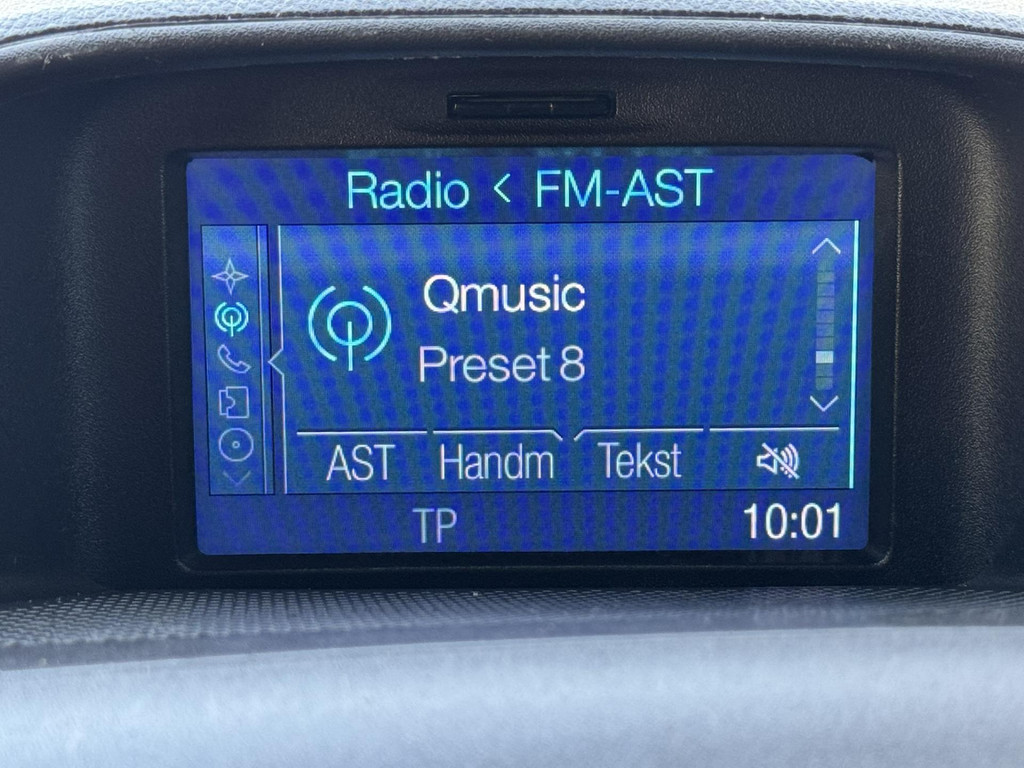 Radio < FM-AST
Qmusic
Preset 8
AST Handm Tekst
TP 10:01